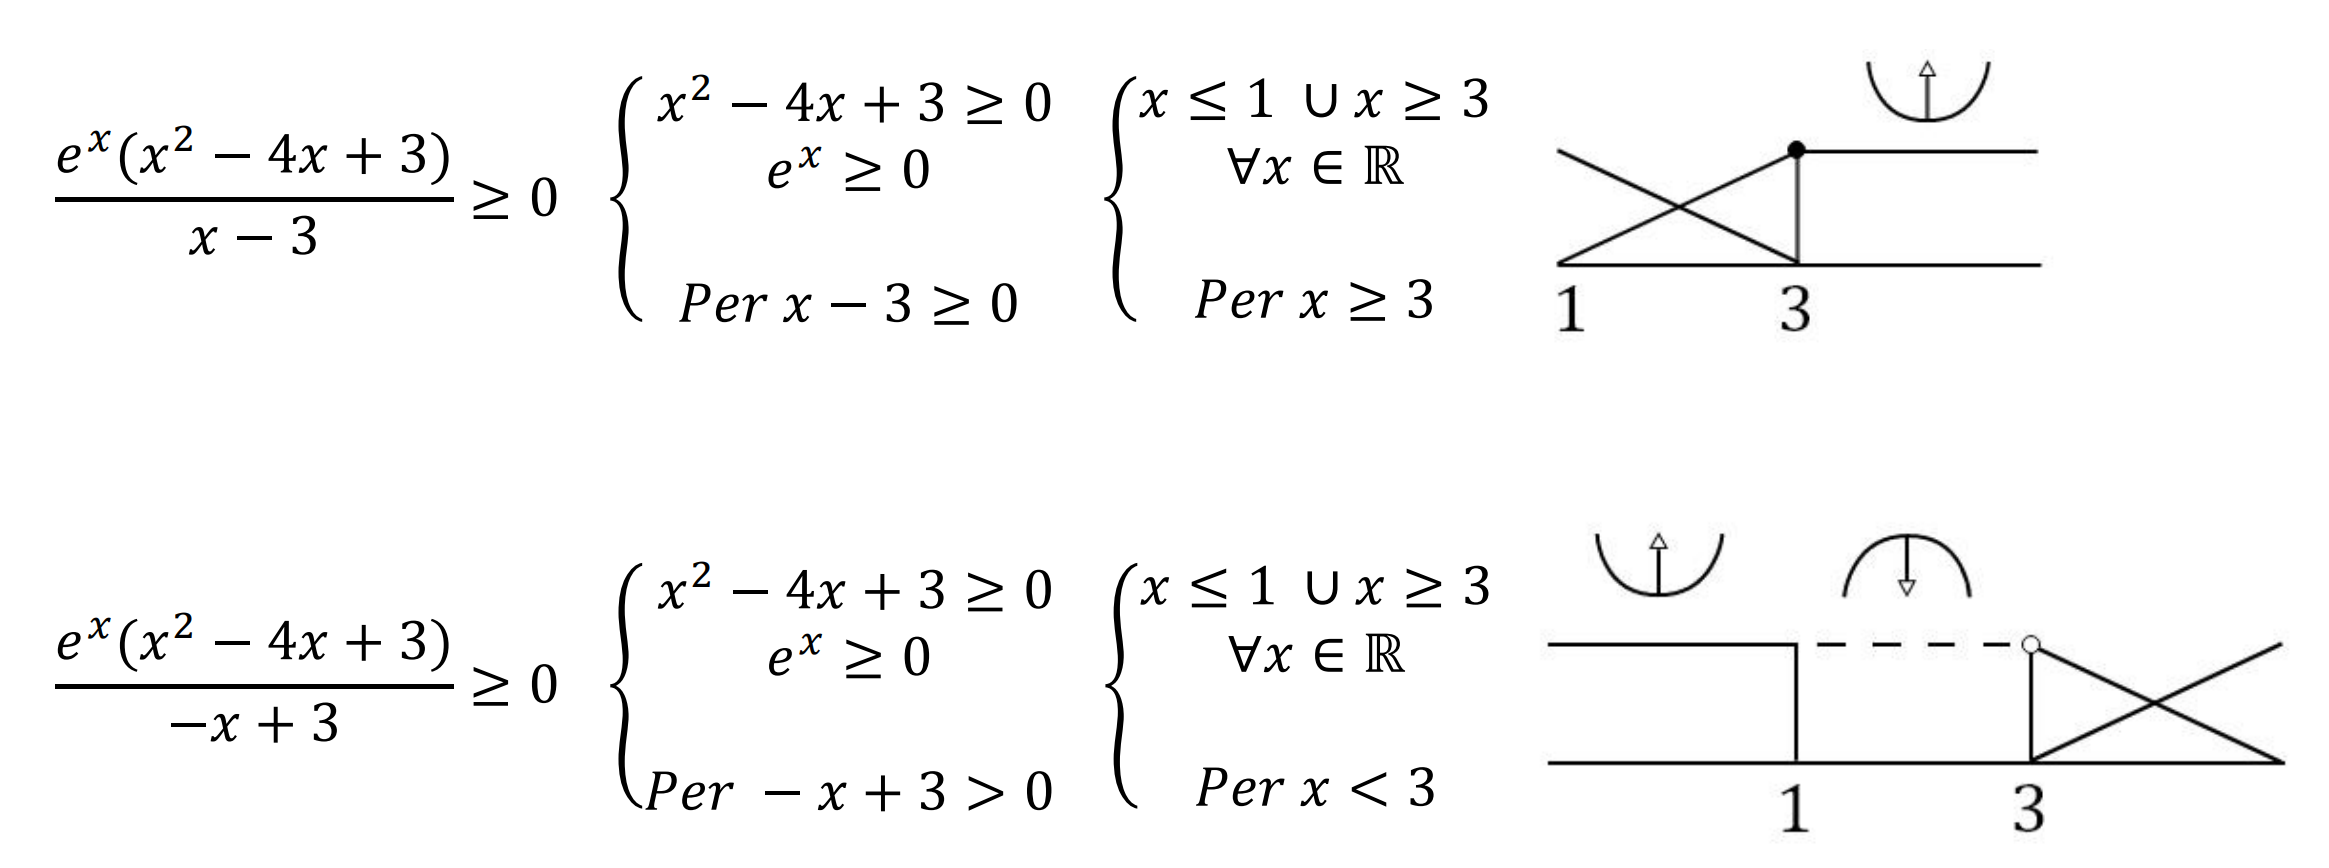 e^x(x^2 − 4x + 3)/(x − 3) ≥ 0 { x^2 − 4x + 3 ≥ 0 { x ≤ 1 ∪ x ≥ 3
e^x ≥ 0 ∀x ∈ ℝ
Per x − 3 ≥ 0 Per x ≥ 3
1 3
e^x(x^2 − 4x + 3)/(−x + 3) ≥ 0 { x^2 − 4x + 3 ≥ 0 { x ≤ 1 ∪ x ≥ 3
e^x ≥ 0 ∀x ∈ ℝ
Per − x + 3 > 0 Per x < 3
1 3